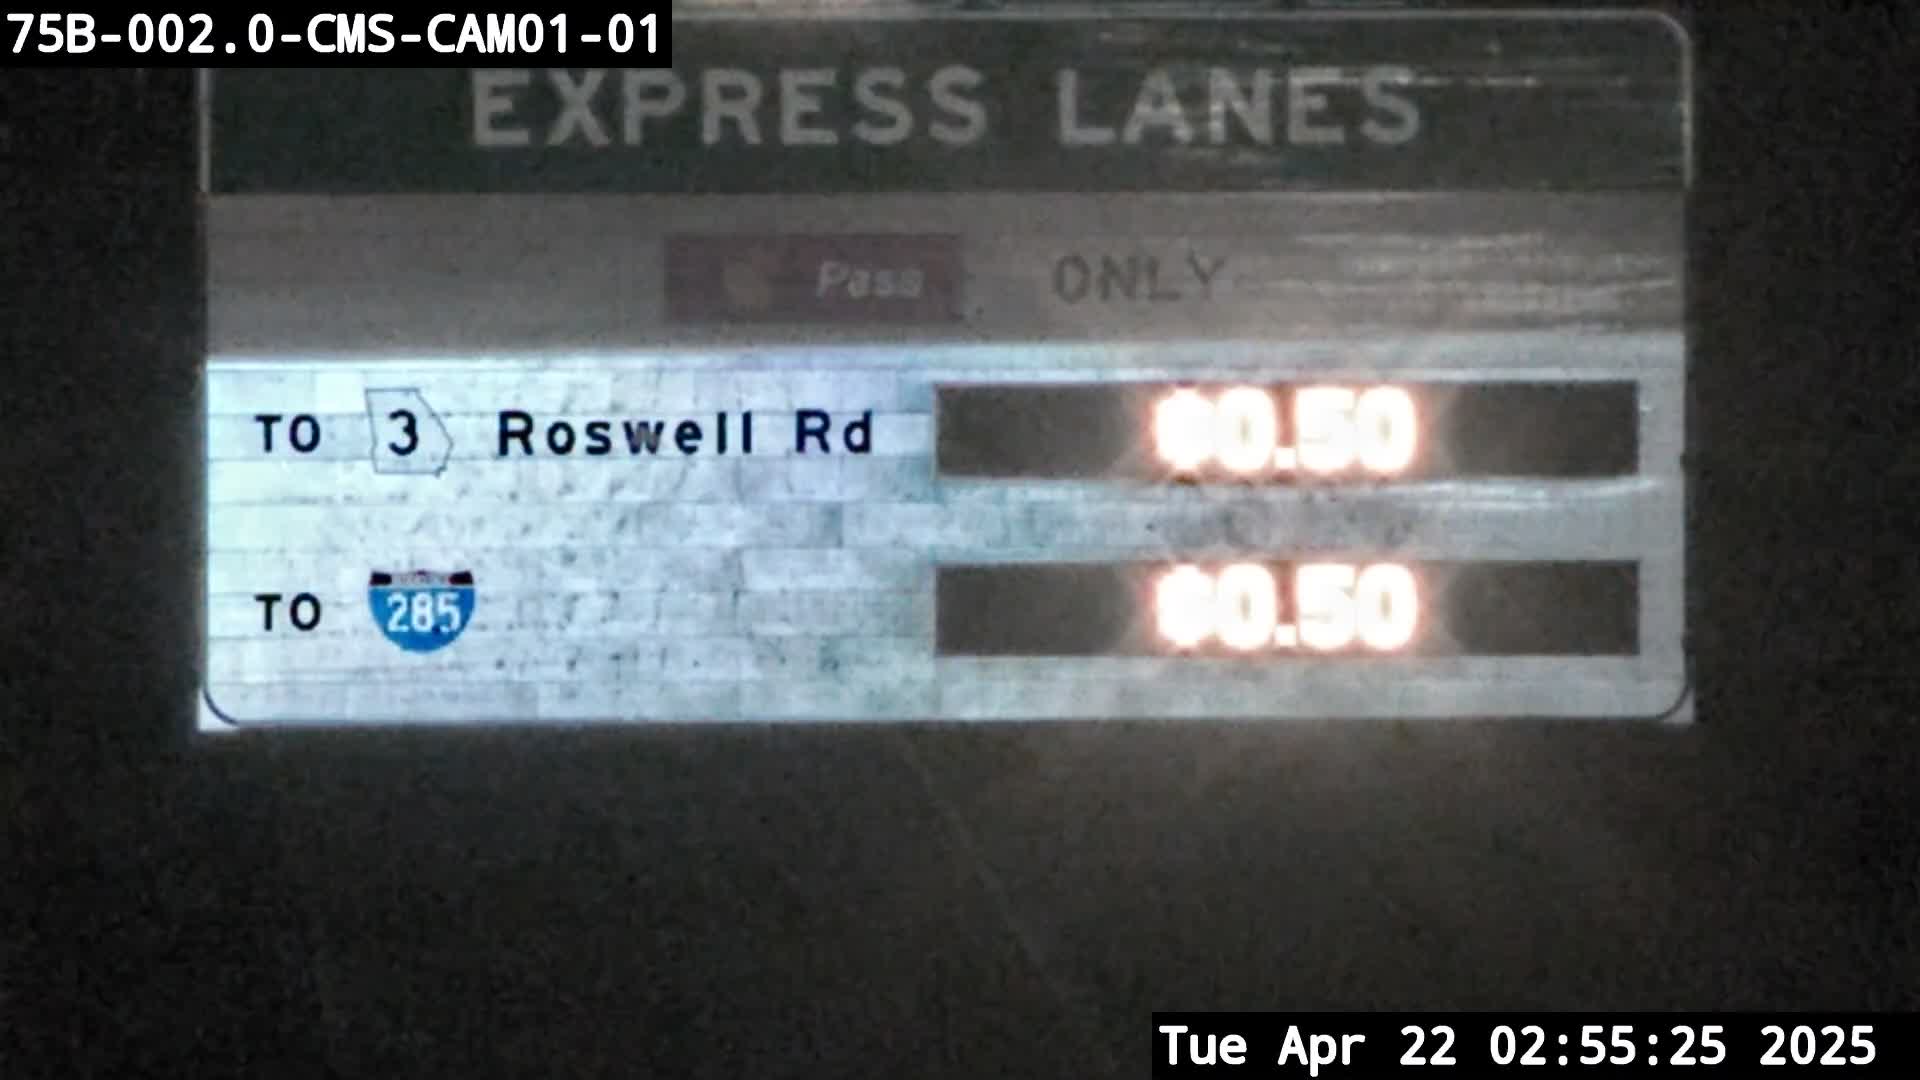 75B-002.0-CMS-CAM01-01
EXPRESS LANES
Pass ONLY
TO 3 Roswell Rd $0.50
TO 285 $0.50
Tue Apr 22 02:55:25 2025